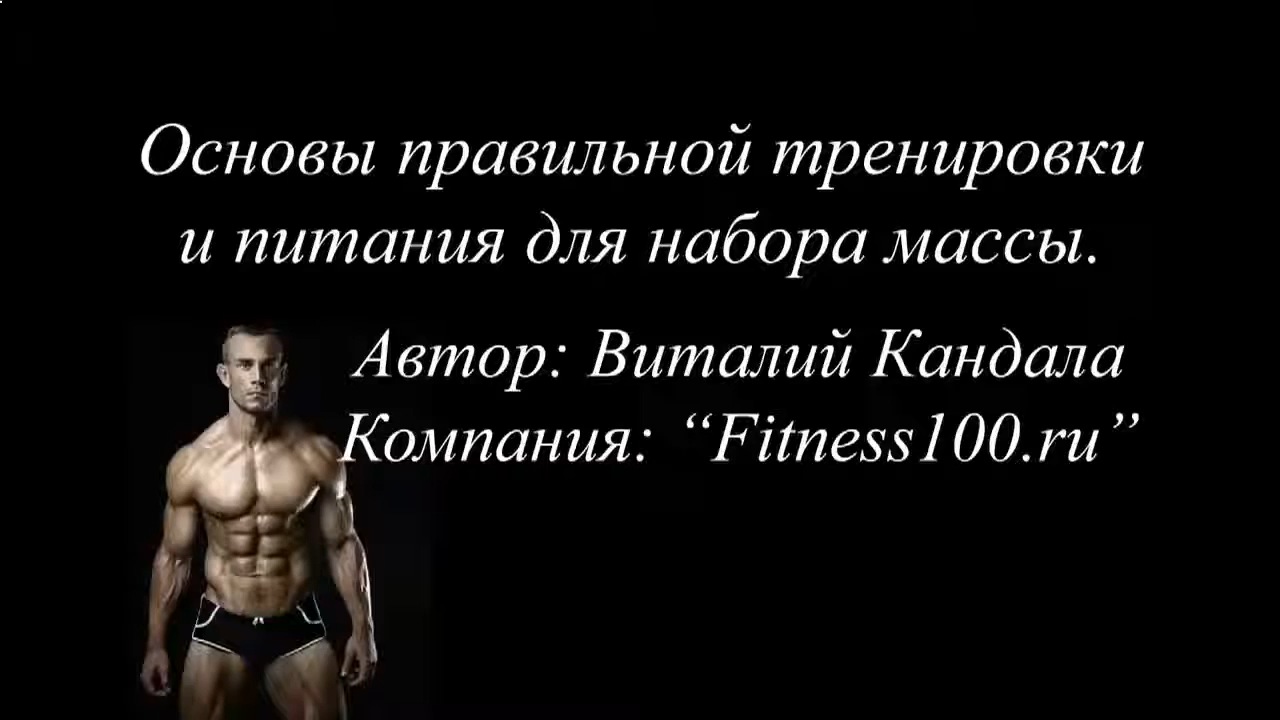 Основы правильной тренировки
и питания для набора массы.
Автор: Виталий Кандала
Компания: “Fitness100.ru”